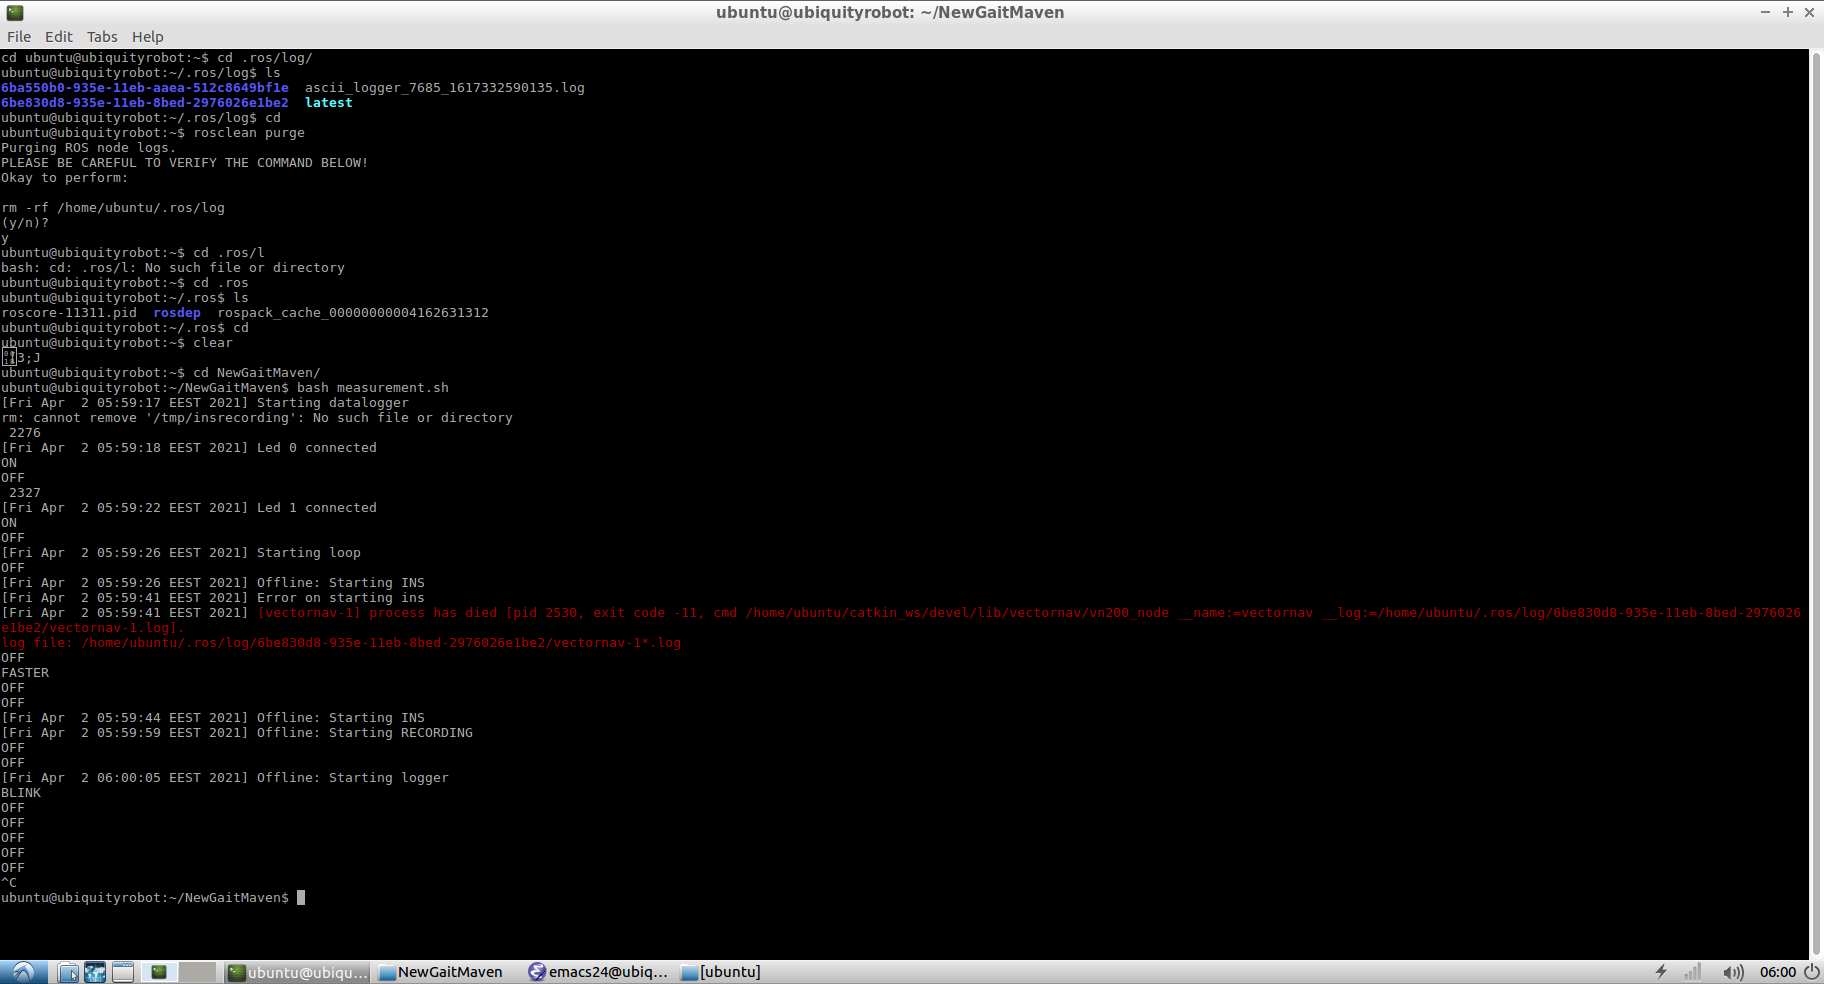 ubuntu@ubiquityrobot: ~/NewGaitMaven
File Edit Tabs Help
cd ubuntu@ubiquityrobot:~$ cd .ros/log/
ubuntu@ubiquityrobot:~/.ros/log$ ls
6ba550b0-935e-11eb-aaea-512c8649bf1e  ascii_logger_7685_1617332590135.log
6be830d8-935e-11eb-8bed-2976026e1be2  latest
ubuntu@ubiquityrobot:~/.ros/log$ cd
ubuntu@ubiquityrobot:~$ rosclean purge
Purging ROS node logs.
PLEASE BE CAREFUL TO VERIFY THE COMMAND BELOW!
Okay to perform:
rm -rf /home/ubuntu/.ros/log
(y/n)?
y
ubuntu@ubiquityrobot:~$ cd .ros/l
bash: cd: .ros/l: No such file or directory
ubuntu@ubiquityrobot:~$ cd .ros
ubuntu@ubiquityrobot:~/.ros$ ls
roscore-11311.pid  rosdep  rospack_cache_00000000004162631312
ubuntu@ubiquityrobot:~/.ros$ cd
ubuntu@ubiquityrobot:~$ clear
3;J
ubuntu@ubiquityrobot:~$ cd NewGaitMaven/
ubuntu@ubiquityrobot:~/NewGaitMaven$ bash measurement.sh
[Fri Apr  2 05:59:17 EEST 2021] Starting datalogger
rm: cannot remove '/tmp/insrecording': No such file or directory
2276
[Fri Apr  2 05:59:18 EEST 2021] Led 0 connected
ON
OFF
2327
[Fri Apr  2 05:59:22 EEST 2021] Led 1 connected
ON
OFF
[Fri Apr  2 05:59:26 EEST 2021] Starting loop
OFF
[Fri Apr  2 05:59:26 EEST 2021] Offline: Starting INS
[Fri Apr  2 05:59:41 EEST 2021] Error on starting ins
[Fri Apr  2 05:59:41 EEST 2021] [vectornav-1] process has died [pid 2530, exit code -11, cmd /home/ubuntu/catkin_ws/devel/lib/vectornav/vn200_node __name:=vectornav __log:=/home/ubuntu/.ros/log/6be830d8-935e-11eb-8bed-2976026
e1be2/vectornav-1.log].
log file: /home/ubuntu/.ros/log/6be830d8-935e-11eb-8bed-2976026e1be2/vectornav-1*.log
OFF
FASTER
OFF
OFF
[Fri Apr  2 05:59:44 EEST 2021] Offline: Starting INS
[Fri Apr  2 05:59:59 EEST 2021] Offline: Starting RECORDING
OFF
OFF
[Fri Apr  2 06:00:05 EEST 2021] Offline: Starting logger
BLINK
OFF
OFF
OFF
OFF
OFF
^C
ubuntu@ubiquityrobot:~/NewGaitMaven$
ubuntu@ubiqu... NewGaitMaven emacs24@ubiq... [ubuntu] 06:00